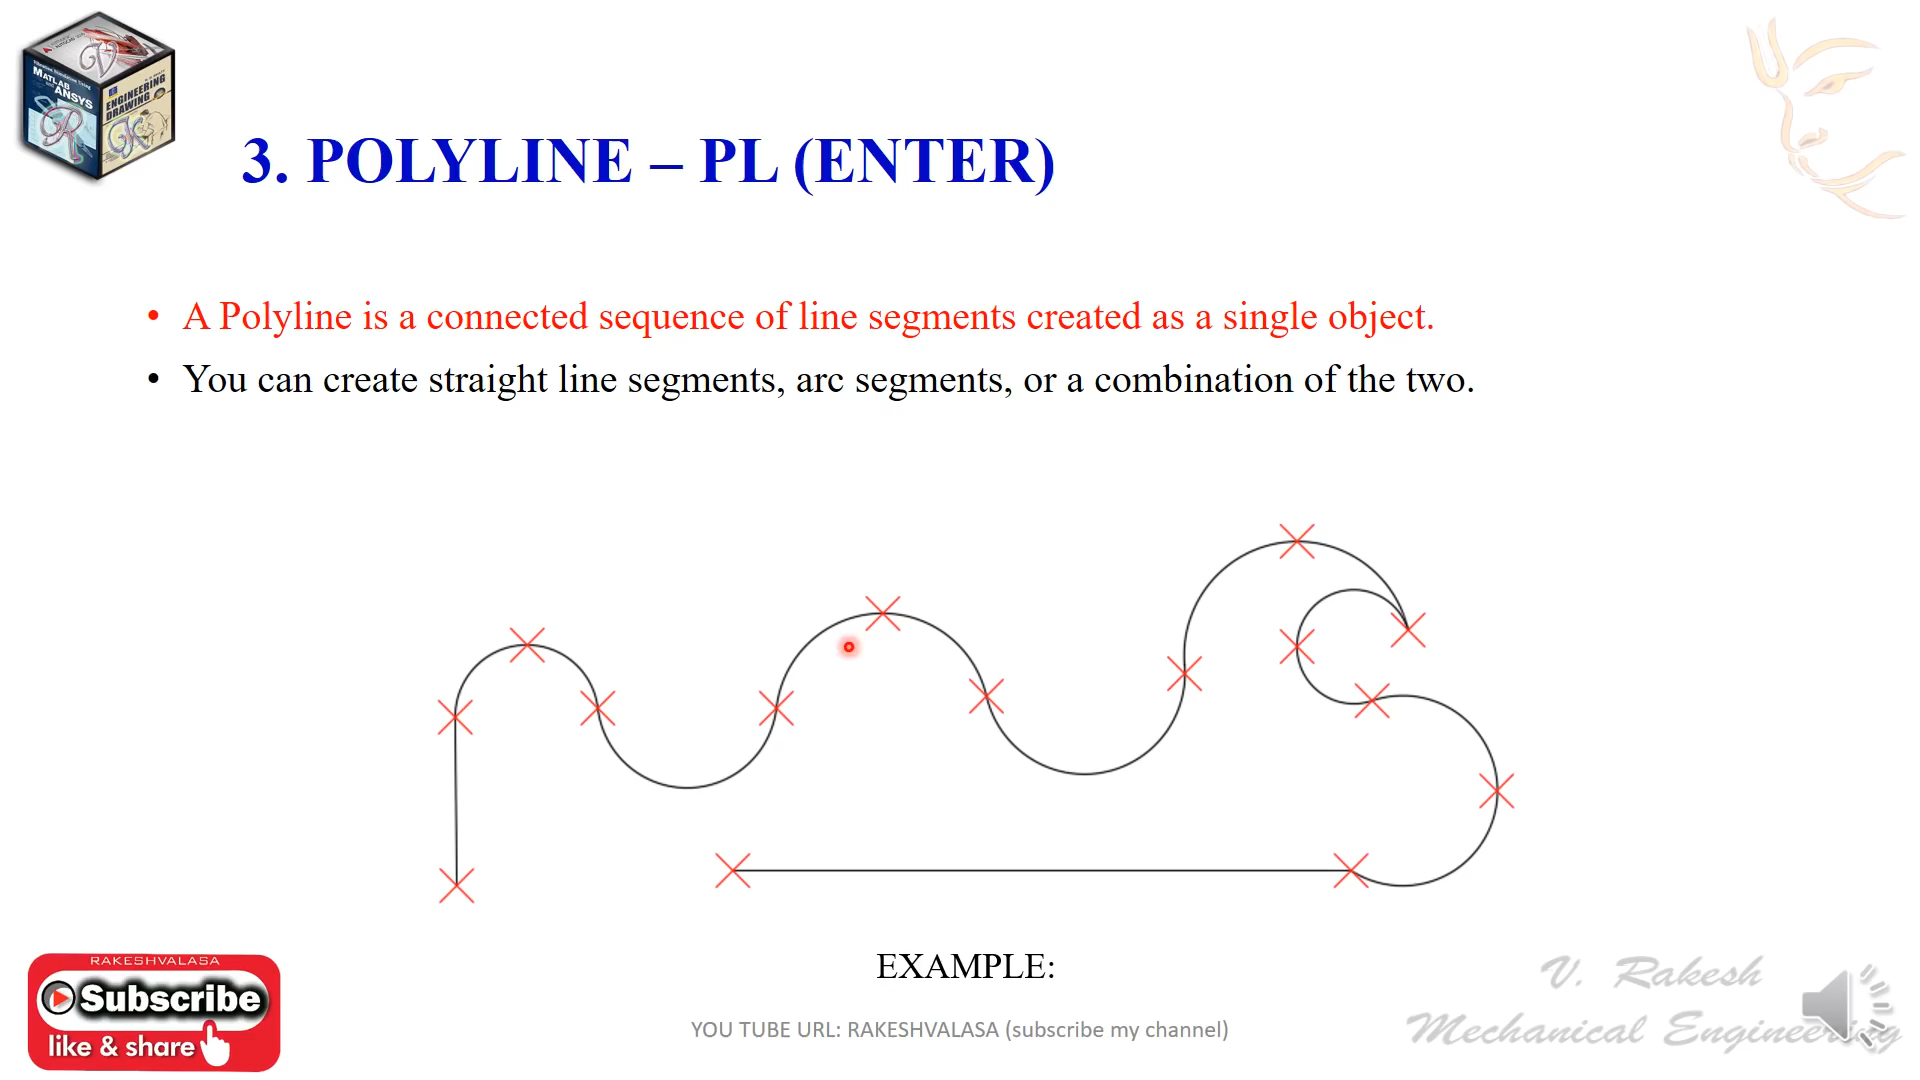 MATLAB
and ANSYS
ENGINEERING
DRAWING
3. POLYLINE – PL (ENTER)
• A Polyline is a connected sequence of line segments created as a single object.
• You can create straight line segments, arc segments, or a combination of the two.
EXAMPLE:
RAKESHVALASA
Subscribe
like & share
YOU TUBE URL: RAKESHVALASA (subscribe my channel)
V. Rakesh
Mechanical Engineering